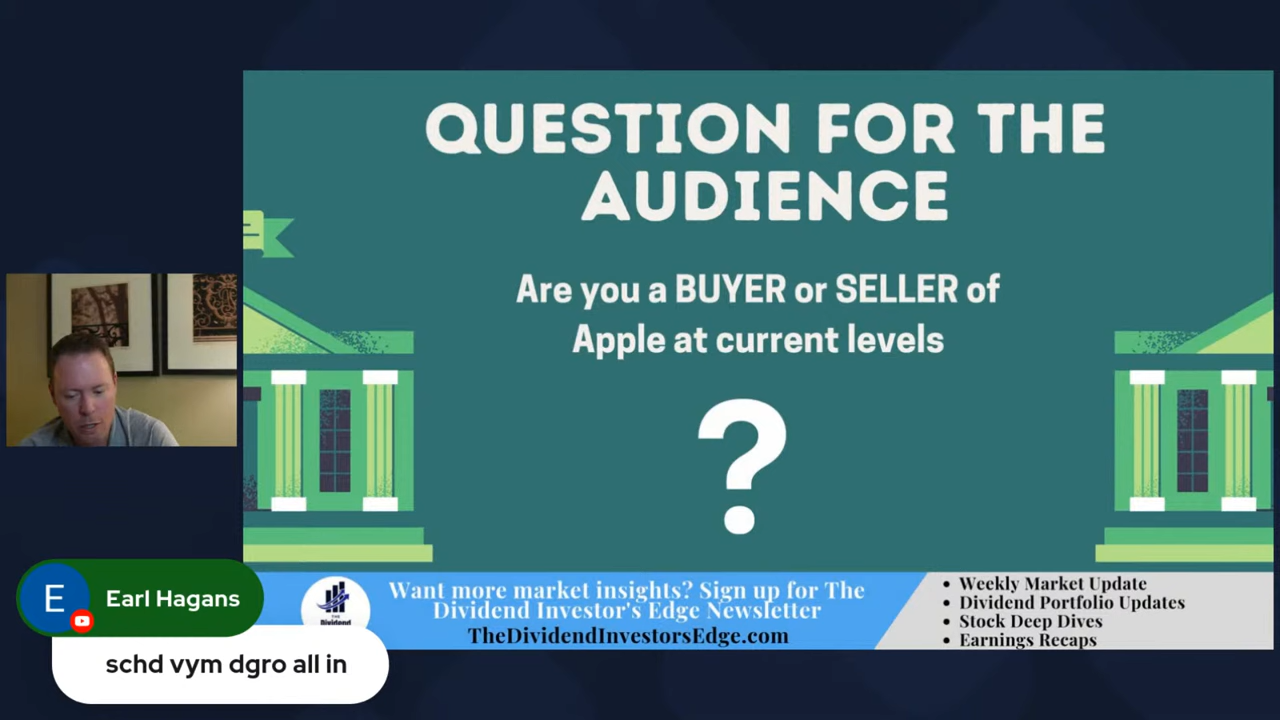 QUESTION FOR THE
AUDIENCE
Are you a BUYER or SELLER of
Apple at current levels
?
Want more market insights? Sign up for The
Dividend Investor's Edge Newsletter
TheDividendInvestorsEdge.com
• Weekly Market Update
• Dividend Portfolio Updates
• Stock Deep Dives
• Earnings Recaps
THE
Dividend
E
Earl Hagans
schd vym dgro all in